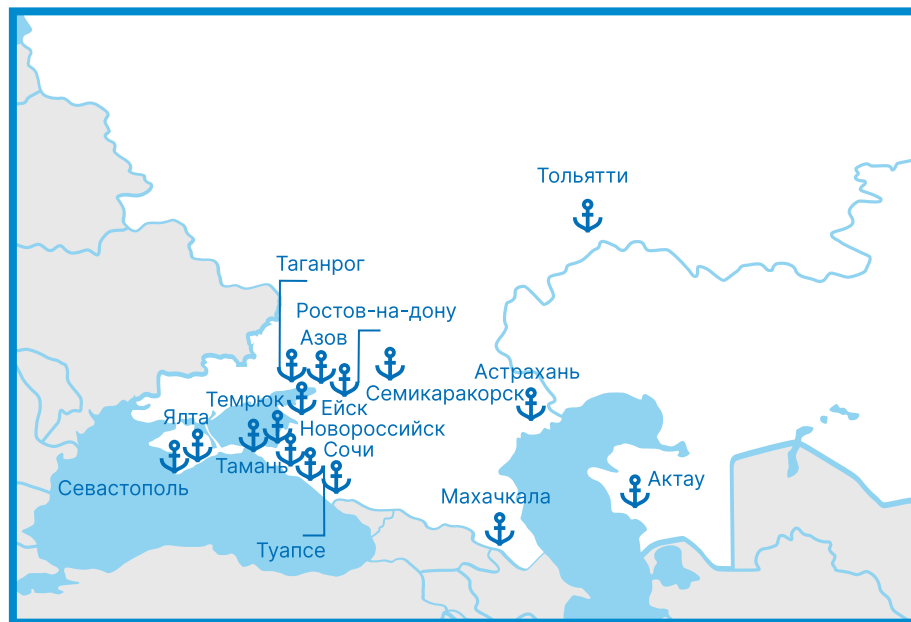 Тольятти
Таганрог
Ростов-на-дону
Азов
Астрахань
Семикаракорск
Темрюк
Ейск
Ялта
Новороссийск
Сочи
Тамань
Севастополь
Актау
Махачкала
Туапсе